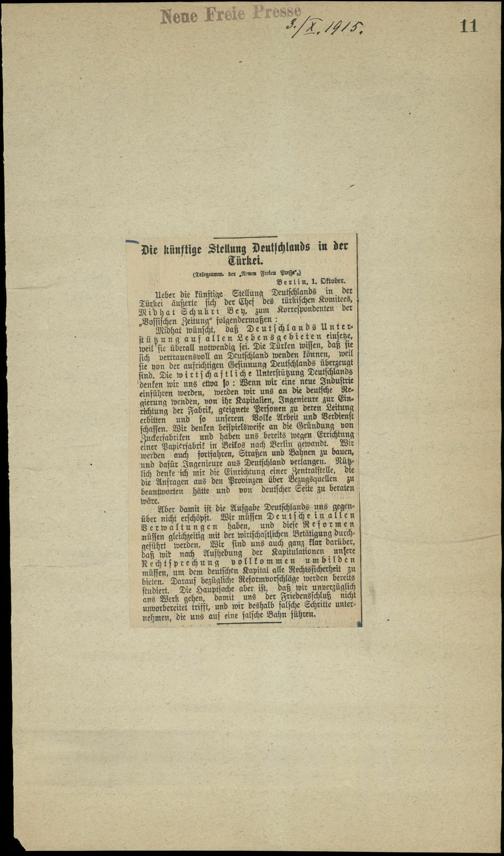 Neue Freie Presse
3./X. 1915.
11
Die künftige Stellung Deutschlands in der
Türkei.
(Telegramm der „Neuen Freien Presse“.)
Berlin, 1. Oktober.
Ueber die künftige Stellung Deutschlands in der
Türkei äußerte sich der Chef des türkischen Komitees,
Midhat Schukri Bey, zum Korrespondenten der
„Vossischen Zeitung“ folgendermaßen:
Midhat wünscht, daß Deutschlands Unter-
stützung auf allen Lebensgebieten einsetze,
weil sie überall notwendig sei. Die Türken wissen, daß sie
sich vertrauensvoll an Deutschland wenden können, weil
sie von der aufrichtigen Gesinnung Deutschlands überzeugt
sind. Die wirtschaftliche Unterstützung Deutschlands
denken wir uns etwa so: Wenn wir eine neue Industrie
einführen werden, werden wir uns an die deutsche Re-
gierung wenden, von ihr Kapitalien, Ingenieure zur Ein-
richtung der Fabrik, geeignete Personen zu deren Leitung
erbitten und so unserem Volke Arbeit und Verdienst
schaffen. Wir denken beispielsweise an die Gründung von
Zuckerfabriken und haben uns bereits wegen Errichtung
einer Papierfabrik in Beikos nach Berlin gewandt. Wir
werden auch fortfahren, Straßen und Bahnen zu bauen,
und dafür Ingenieure aus Deutschland verlangen. Nütz-
lich denke ich mir die Einrichtung einer Zentralstelle, die
die Anfragen aus den Provinzen über Bezugsquellen zu
beantworten hätte und von deutscher Seite zu beraten
wäre.
Aber damit ist die Aufgabe Deutschlands uns gegen-
über nicht erschöpft. Wir müssen Deutsche in allen
Verwaltungen haben, und diese Reformen
müssen gleichzeitig mit der wirtschaftlichen Betätigung durch-
geführt werden. Wir sind uns auch ganz klar darüber,
daß wir nach Aufhebung der Kapitulationen unsere
Rechtsprechung vollkommen umbilden
müssen, um dem deutschen Kapital alle Rechtssicherheit zu
bieten. Darauf bezügliche Reformvorschläge werden bereits
studiert. Die Hauptsache aber ist, daß wir unverzüglich
ans Werk gehen, damit uns der Friedensschluß nicht
unvorbereitet trifft, und wir deshalb falsche Schritte unter-
nehmen, die uns auf eine falsche Bahn führen.